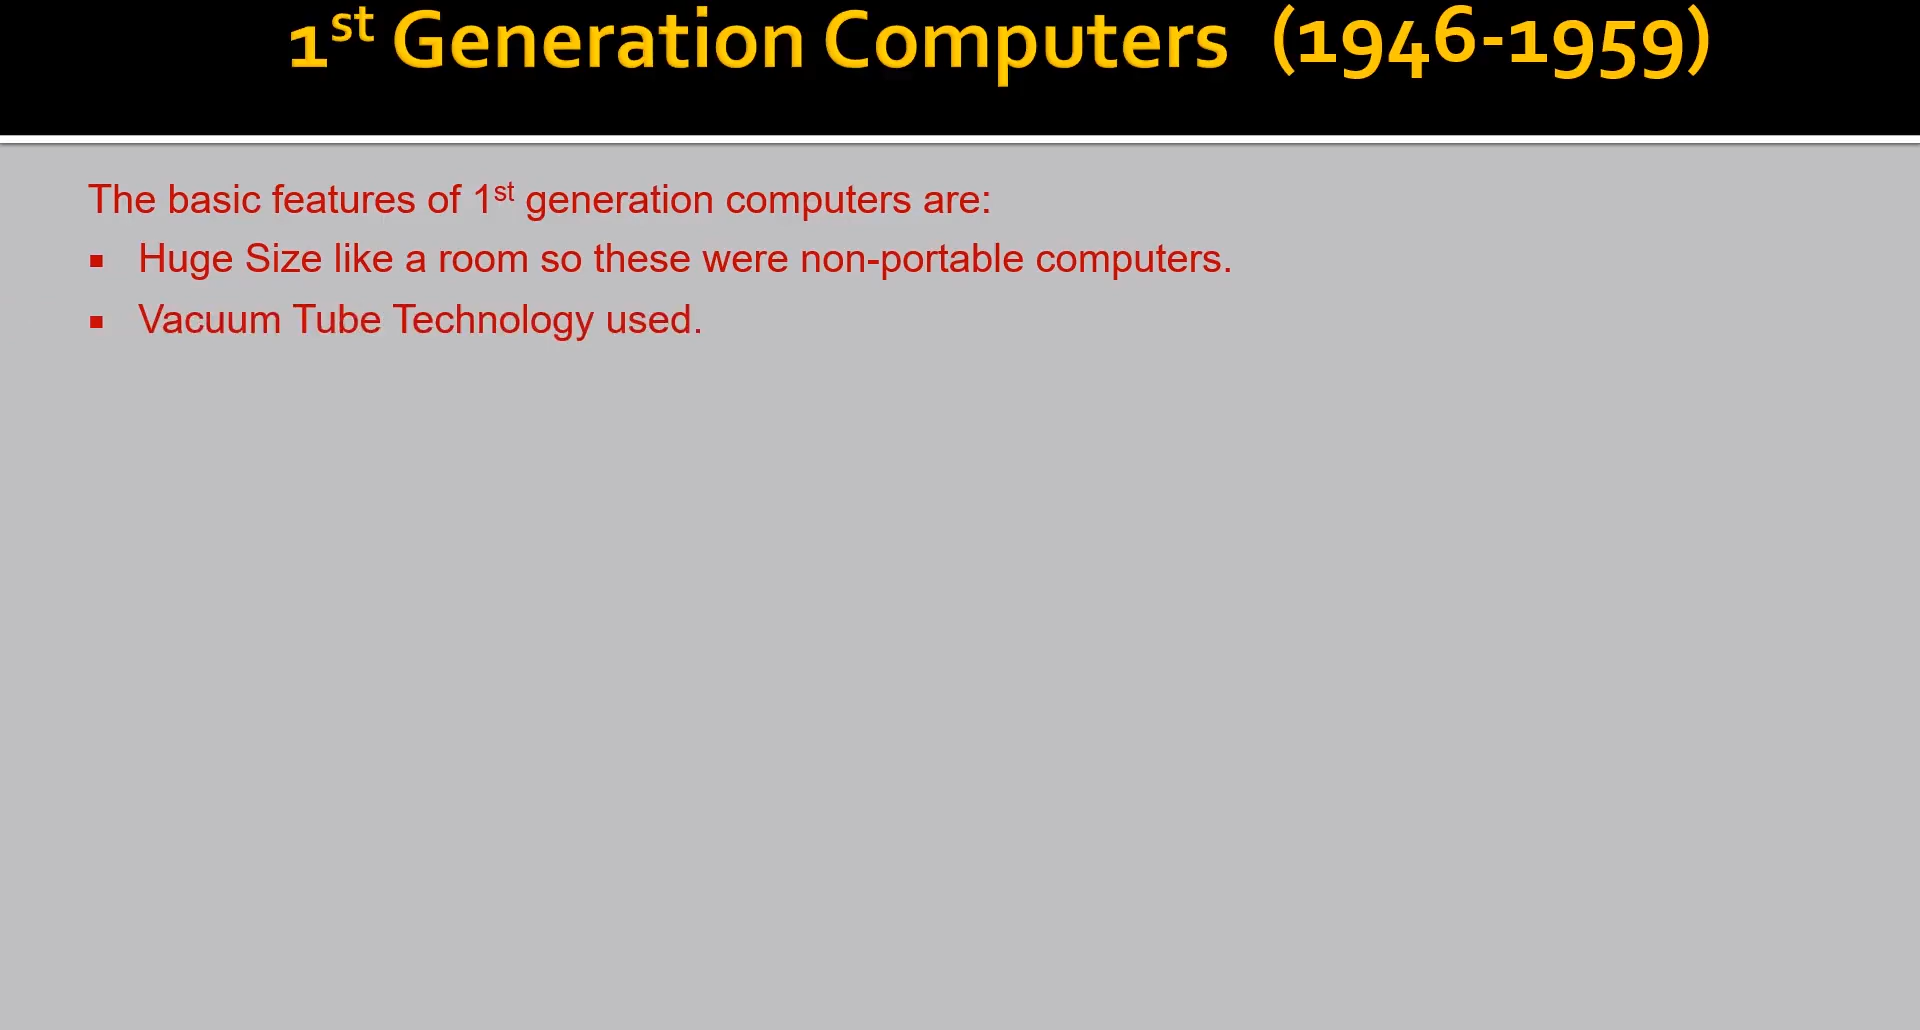 1st Generation Computers (1946-1959)
The basic features of 1st generation computers are:
▪ Huge Size like a room so these were non-portable computers.
▪ Vacuum Tube Technology used.